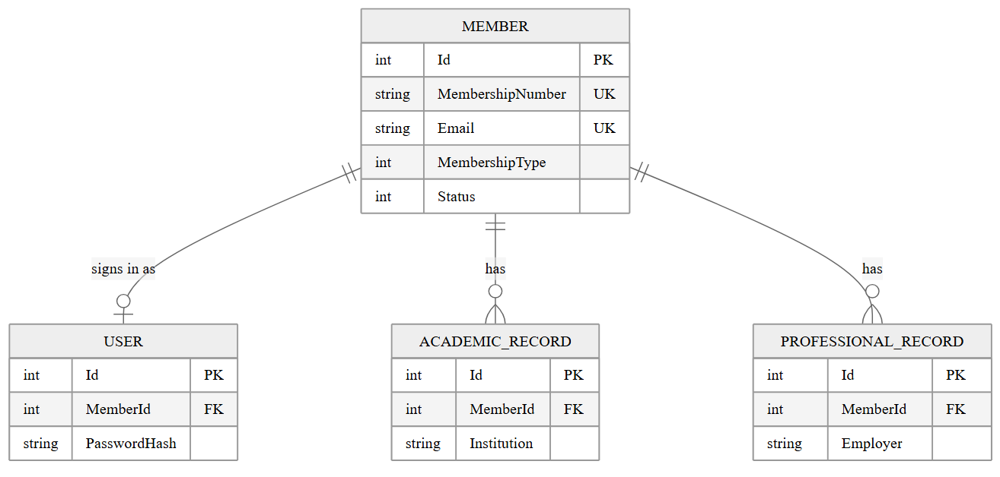 MEMBER
int Id PK
string MembershipNumber UK
string Email UK
int MembershipType
int Status
signs in as
has
has
USER
int Id PK
int MemberId FK
string PasswordHash
ACADEMIC_RECORD
int Id PK
int MemberId FK
string Institution
PROFESSIONAL_RECORD
int Id PK
int MemberId FK
string Employer